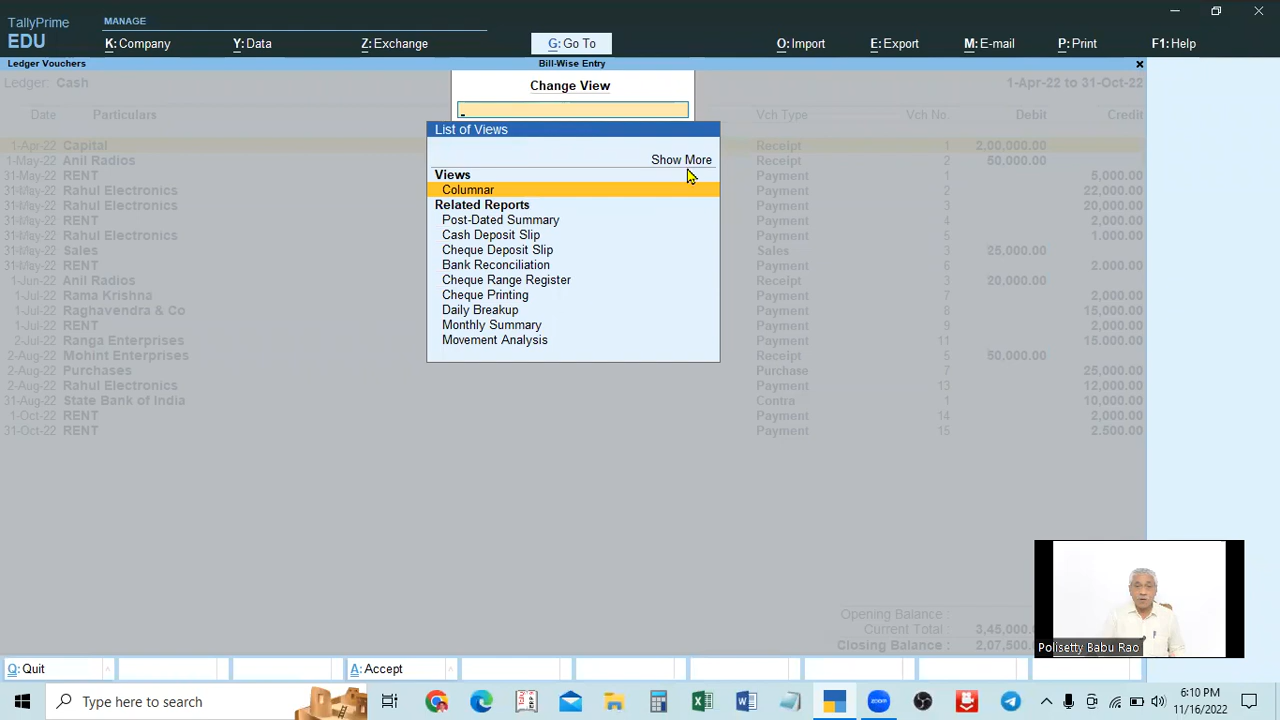 TallyPrime
EDU
MANAGE
K: Company Y: Data Z: Exchange G: Go To O: Import E: Export M: E-mail P: Print F1: Help
Ledger Vouchers Bill-Wise Entry
Ledger: Cash 1-Apr-22 to 31-Oct-22
Date Particulars Vch Type Vch No. Debit Credit
1-Apr-22 Capital Receipt 1 2,00,000.00
1-May-22 Anil Radios Receipt 2 50,000.00
31-May-22 RENT Payment 1 5,000.00
31-May-22 Rahul Electronics Payment 2 22,000.00
31-May-22 Rahul Electronics Payment 3 20,000.00
31-May-22 RENT Payment 4 2,000.00
31-May-22 Rahul Electronics Payment 5 1,000.00
31-May-22 Sales Sales 3 25,000.00
31-May-22 RENT Payment 6 2,000.00
1-Jun-22 Anil Radios Receipt 3 20,000.00
1-Jul-22 Rama Krishna Payment 7 2,000.00
1-Jul-22 Raghavendra & Co Payment 8 15,000.00
1-Jul-22 RENT Payment 9 2,000.00
2-Jul-22 Ranga Enterprises Payment 11 15,000.00
2-Aug-22 Mohint Enterprises Receipt 5 50,000.00
2-Aug-22 Purchases Purchase 7 25,000.00
2-Aug-22 Rahul Electronics Payment 13 12,000.00
31-Aug-22 State Bank of India Contra 1 10,000.00
1-Oct-22 RENT Payment 14 2,000.00
31-Oct-22 RENT Payment 15 2,500.00
Change View
List of Views
Show More
Views
Columnar
Related Reports
Post-Dated Summary
Cash Deposit Slip
Cheque Deposit Slip
Bank Reconciliation
Cheque Range Register
Cheque Printing
Daily Breakup
Monthly Summary
Movement Analysis
Opening Balance :
Current Total : 3,45,000.
Closing Balance : 2,07,500.
Polisetty Babu Rao
Q: Quit A: Accept
Type here to search
6:10 PM
11/16/2022